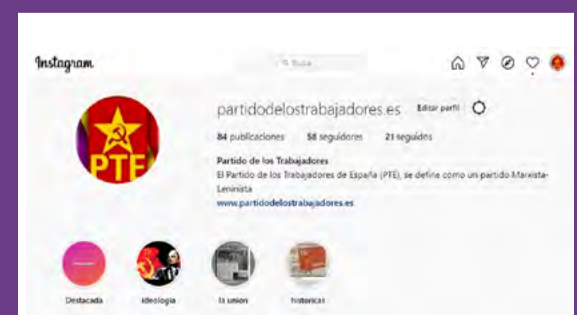 Instagram
Busca
partidodelostrabajadores.es Editar perfil
84 publicaciones 58 seguidores 21 seguidos
Partido de los Trabajadores
El Partido de los Trabajadores de España (PTE), se define como un partido Marxista-
Leninista
www.partidodelostrabajadores.es
PTE
Destacada ideologia la union historicas